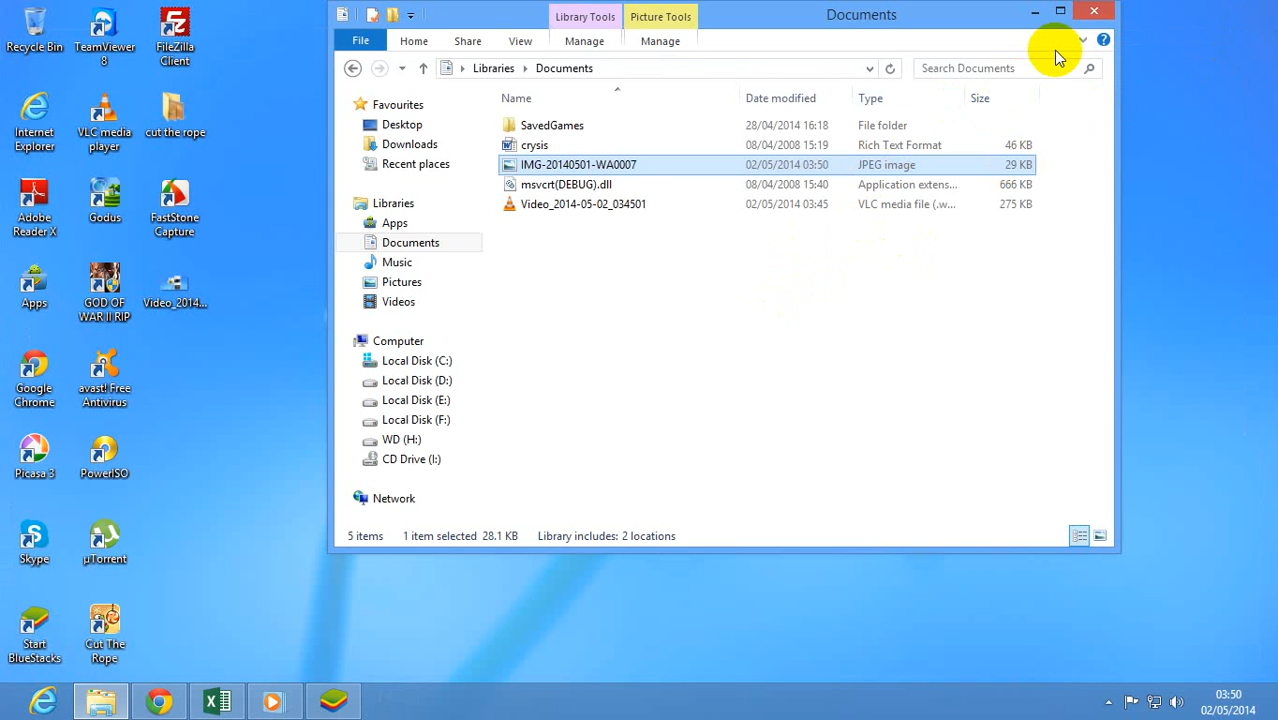 Recycle Bin
TeamViewer 8
FileZilla Client
Internet Explorer
VLC media player
cut the rope
Adobe Reader X
Godus
FastStone Capture
Apps
GOD OF WAR II RIP
Video_2014...
Google Chrome
avast! Free Antivirus
Picasa 3
PowerISO
Skype
µTorrent
Start BlueStacks
Cut The Rope
Library Tools
Picture Tools
Documents
File
Home
Share
View
Manage
Manage
Libraries
Documents
Search Documents
Favourites
Desktop
Downloads
Recent places
Libraries
Apps
Documents
Music
Pictures
Videos
Computer
Local Disk (C:)
Local Disk (D:)
Local Disk (E:)
Local Disk (F:)
WD (H:)
CD Drive (I:)
Network
Name Date modified Type Size
SavedGames 28/04/2014 16:18 File folder
crysis 08/04/2008 15:19 Rich Text Format 46 KB
IMG-20140501-WA0007 02/05/2014 03:50 JPEG image 29 KB
msvcrt(DEBUG).dll 08/04/2008 15:40 Application extens... 666 KB
Video_2014-05-02_034501 02/05/2014 03:45 VLC media file (.w... 275 KB
5 items 1 item selected 28.1 KB Library includes: 2 locations
03:50
02/05/2014